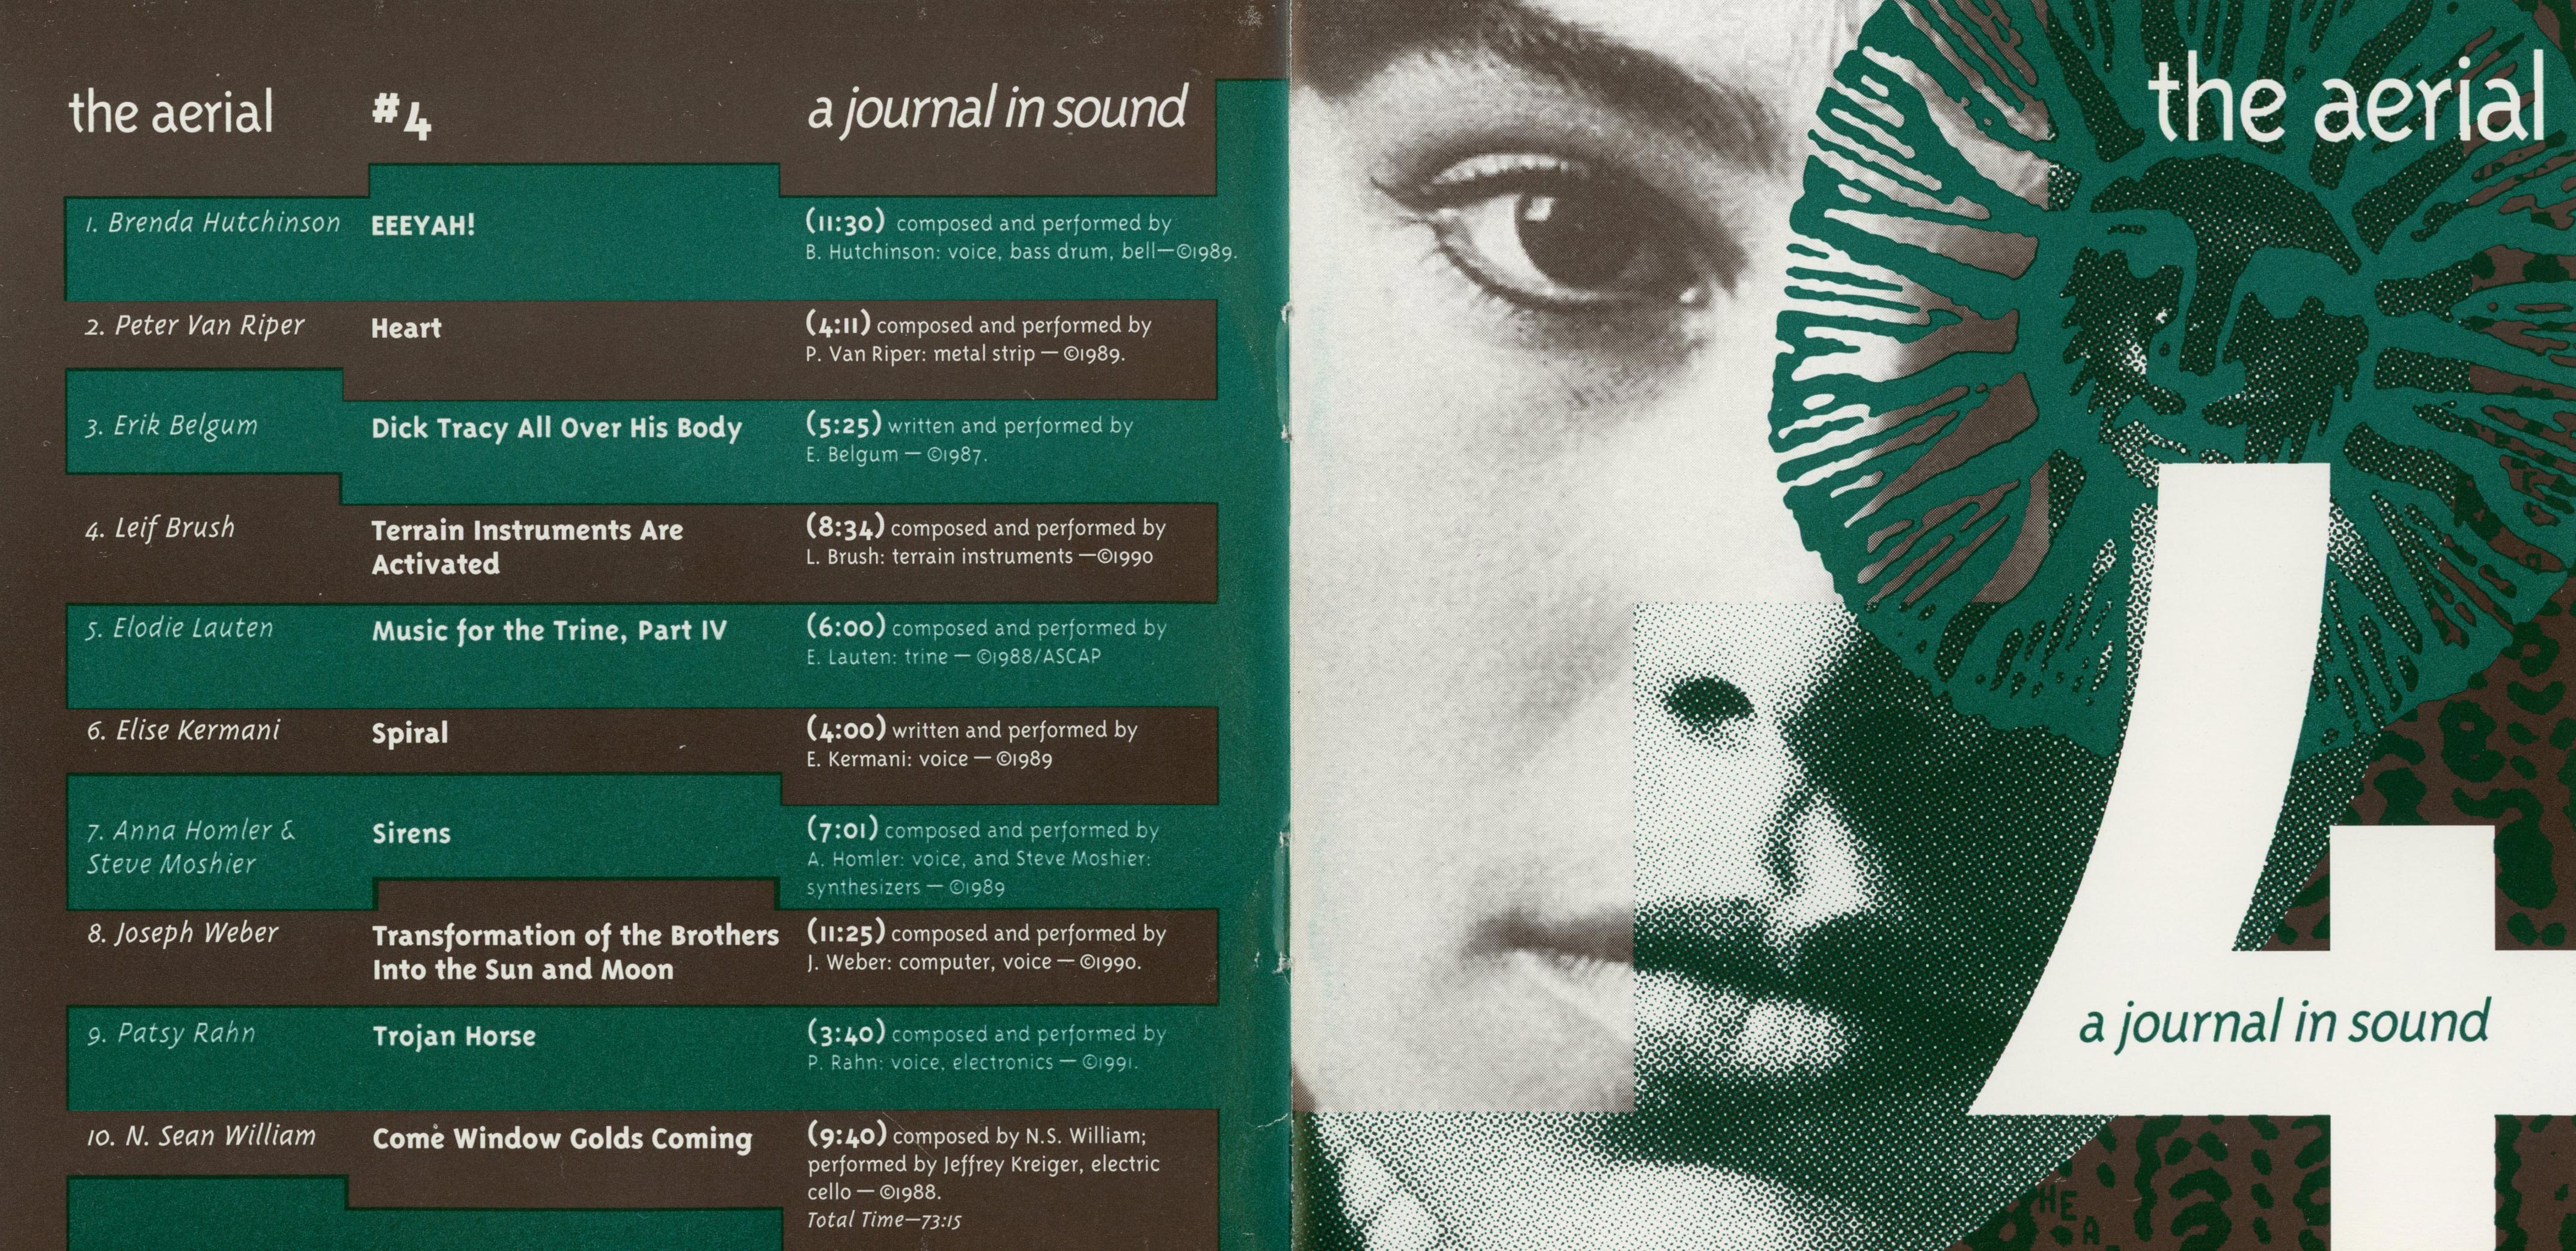 the aerial #4 a journal in sound
1. Brenda Hutchinson EEEYAH! (11:30) composed and performed by
B. Hutchinson: voice, bass drum, bell—©1989.
2. Peter Van Riper Heart (4:11) composed and performed by
P. Van Riper: metal strip — ©1989.
3. Erik Belgum Dick Tracy All Over His Body (5:25) written and performed by
E. Belgum — ©1987.
4. Leif Brush Terrain Instruments Are (8:34) composed and performed by
Activated L. Brush: terrain instruments —©1990
5. Elodie Lauten Music for the Trine, Part IV (6:00) composed and performed by
E. Lauten: trine — ©1988/ASCAP
6. Elise Kermani Spiral (4:00) written and performed by
E. Kermani: voice — ©1989
7. Anna Homler & Sirens (7:01) composed and performed by
Steve Moshier A. Homler: voice, and Steve Moshier:
synthesizers — ©1989
8. Joseph Weber Transformation of the Brothers (11:25) composed and performed by
Into the Sun and Moon J. Weber: computer, voice — ©1990.
9. Patsy Rahn Trojan Horse (3:40) composed and performed by
P. Rahn: voice, electronics — ©1991.
10. N. Sean William Come Window Golds Coming (9:40) composed by N.S. William;
performed by Jeffrey Kreiger, electric
cello — ©1988.
Total Time—73:15
the aerial
4
a journal in sound